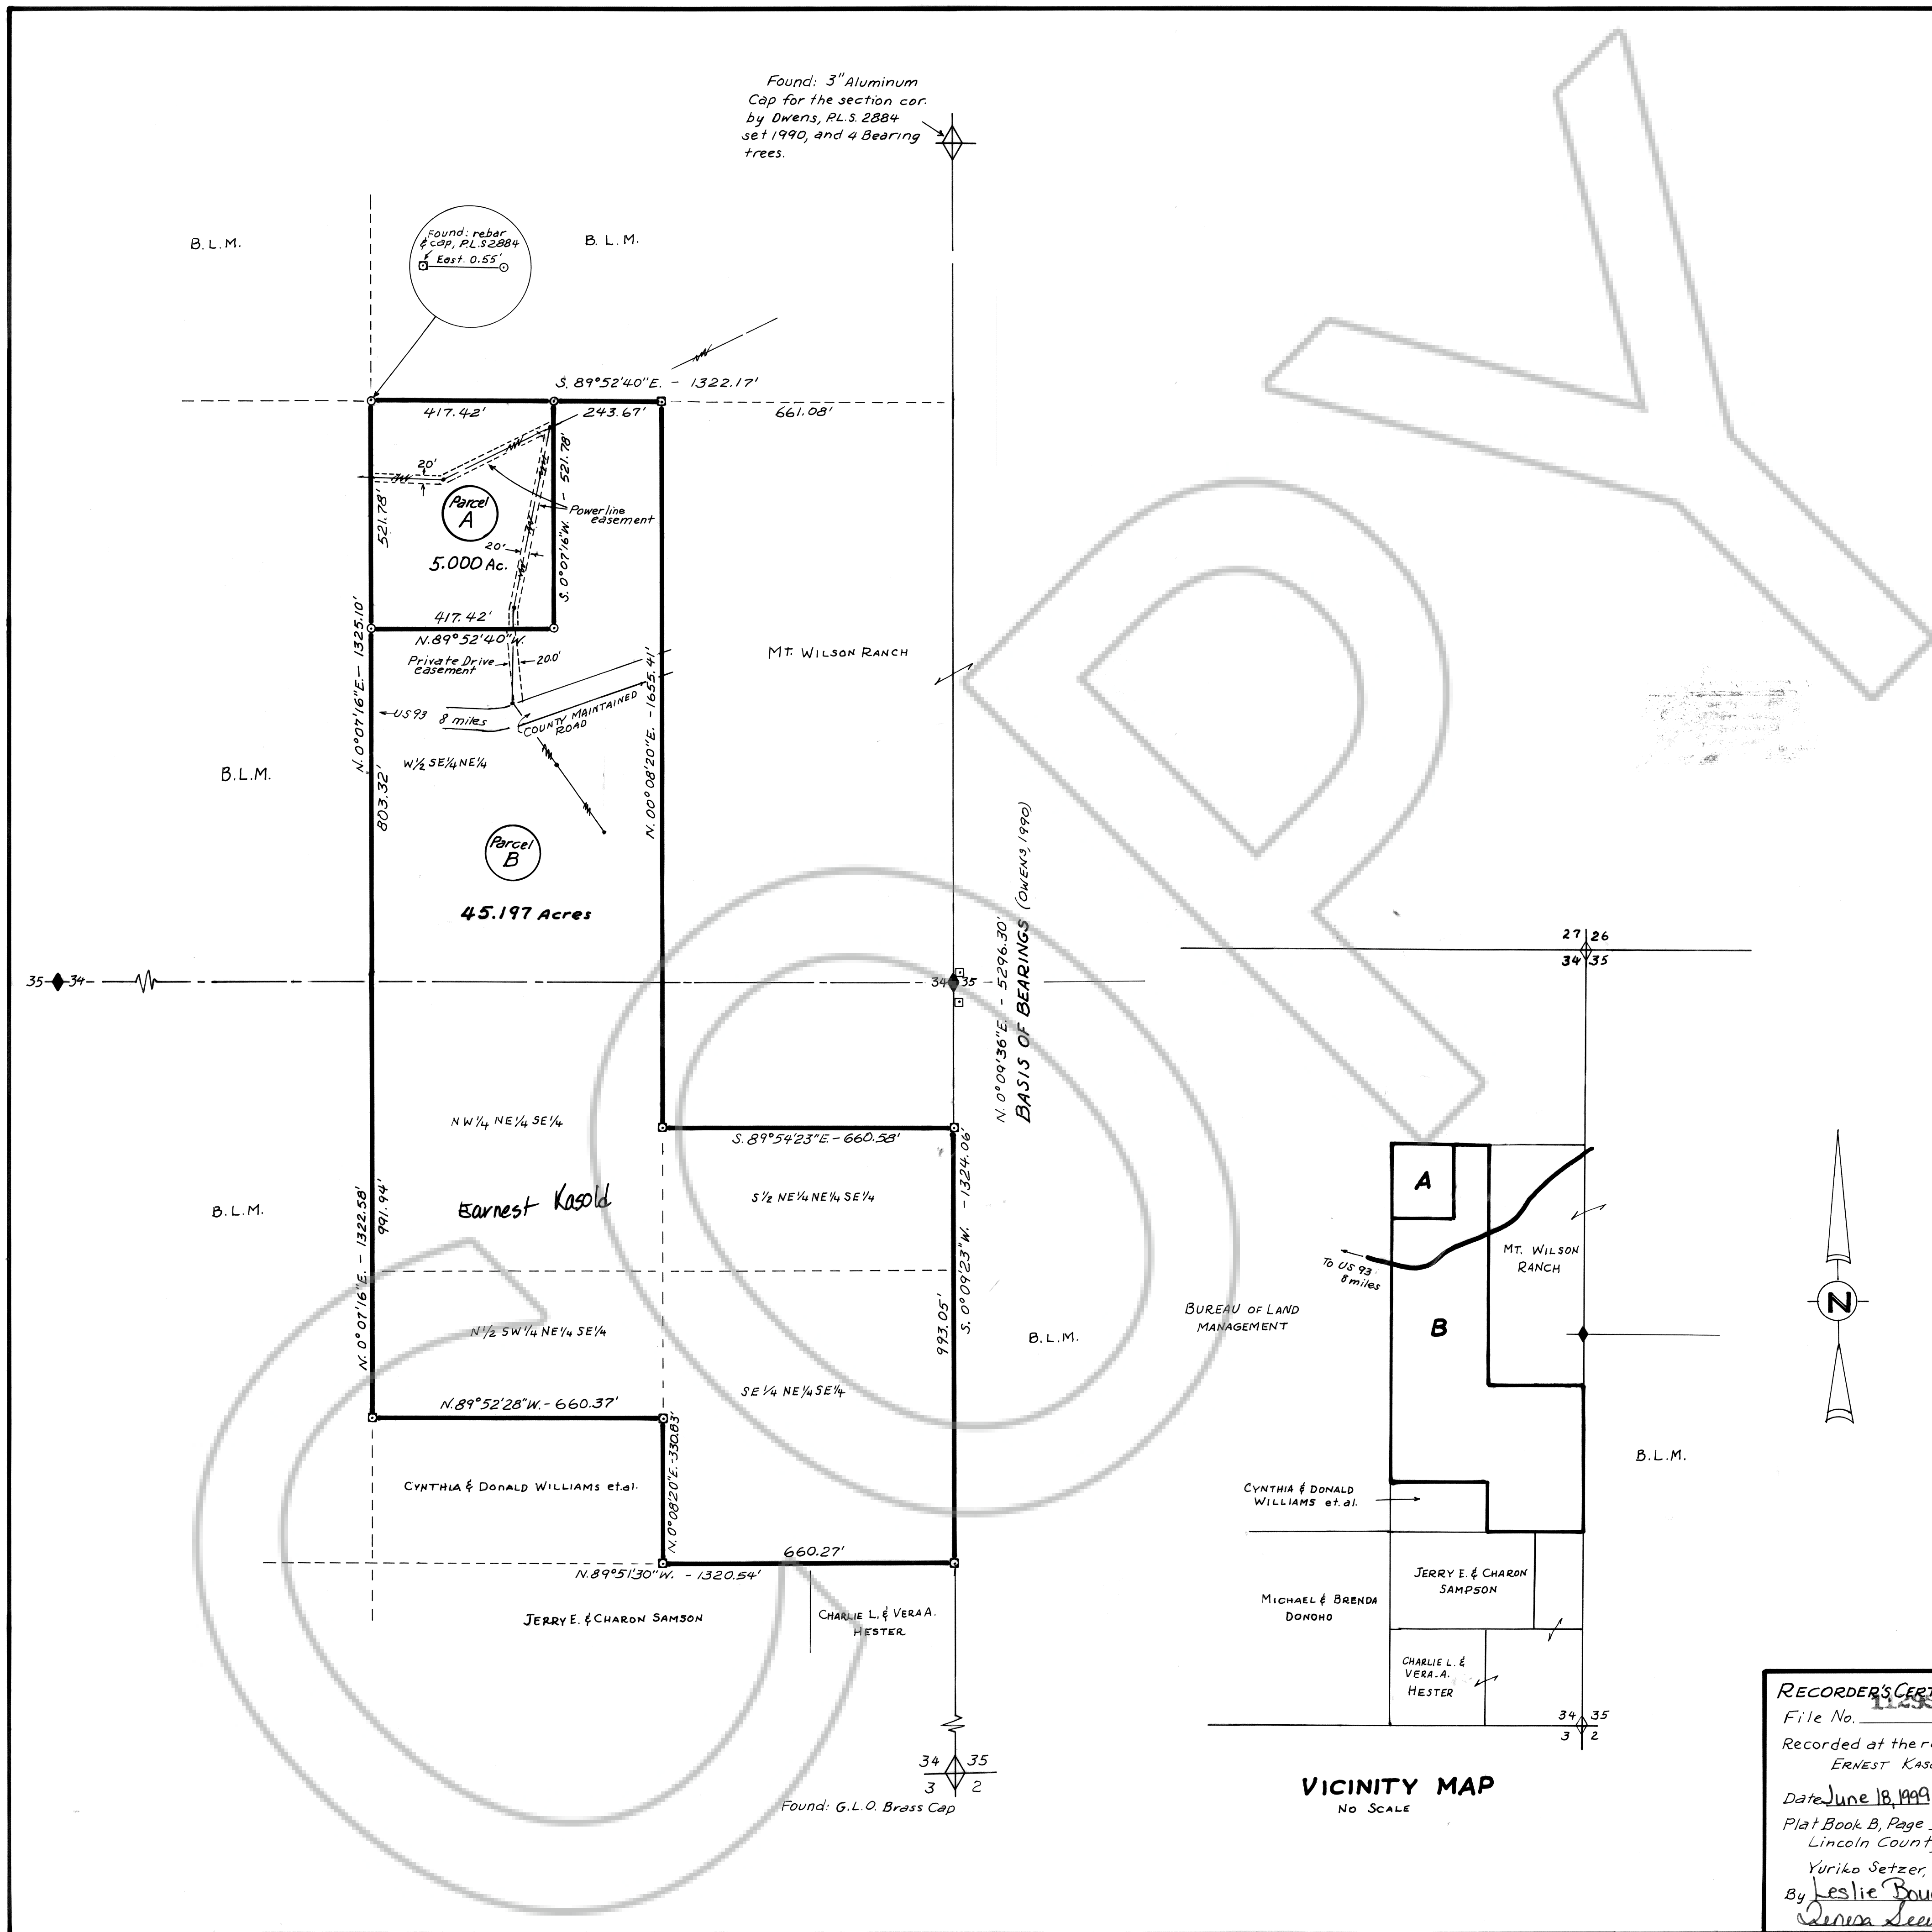 Found: 3" Aluminum
Cap for the section cor.
by Owens, P.L.S. 2884
set 1990, and 4 Bearing
trees.
B.L.M.
Found: rebar
& cap, P.L.S 2884
East. 0.55'
B.L.M.
S. 89°52'40"E. - 1322.17'
417.42'
243.67'
661.08'
20'
521.78'
Parcel
A
5.000 Ac.
20'
Powerline
easement
S. 0°07'16"W. - 521.78'
417.42'
N.89°52'40"W.
Private Drive
easement
20.0'
N. 0°07'16"E. - 1325.10'
US93 8 miles
COUNTY MAINTAINED
ROAD
N. 00°08'20"E. - 1655.41'
MT. WILSON RANCH
W½ SE¼ NE¼
B.L.M.
803.32'
Parcel
B
45.197 Acres
N. 0°09'36"E. - 5296.30'
BASIS OF BEARINGS (OWENS, 1990)
35 34
34 35
NW¼ NE¼ SE¼
S. 89°54'23"E. - 660.58'
B.L.M.
N. 0°07'16"E. - 1322.58'
991.94'
Earnest Kasold
S½ NE¼ NE¼ SE¼
S. 0°09'23"W. - 1324.06'
993.05'
B.L.M.
N½ SW¼ NE¼ SE¼
SE¼ NE¼ SE¼
N.89°52'28"W. - 660.37'
N. 0°08'20"E. - 330.83'
CYNTHIA & DONALD WILLIAMS et.al.
660.27'
N.89°51'30"W. - 1320.54'
JERRY E. & CHARON SAMSON
CHARLIE L. & VERA A.
HESTER
34 35
3 2
Found: G.L.O. Brass Cap
27 26
34 35
A
B
To US 93
8 miles
MT. WILSON
RANCH
BUREAU OF LAND
MANAGEMENT
B.L.M.
CYNTHIA & DONALD
WILLIAMS et.al.
JERRY E. & CHARON
SAMPSON
MICHAEL & BRENDA
DONOHO
CHARLIE L. &
VERA A.
HESTER
34 35
3 2
VICINITY MAP
NO SCALE
N
COPY
RECORDER'S CERT
File No.
Recorded at the r
ERNEST KAS
Date June 18, 1999
Plat Book B, Page
Lincoln Count
Yuriko Setzer,
By Leslie Bou